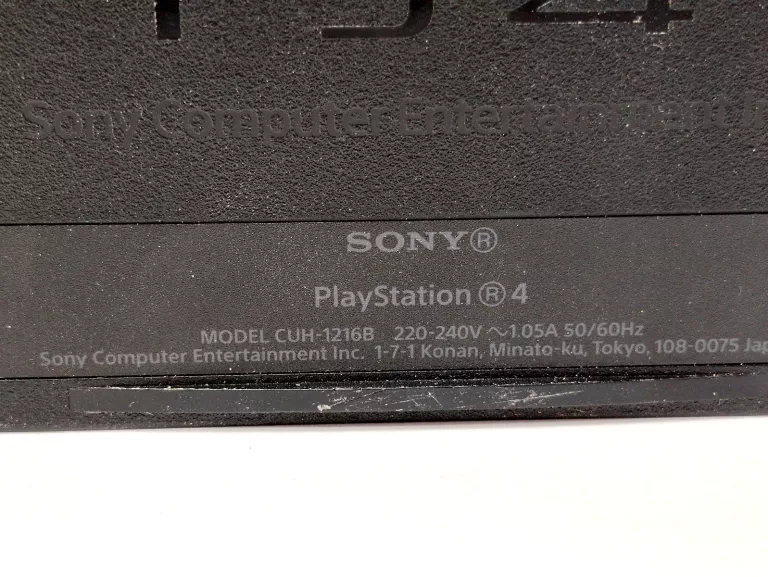 PS4
Sony Computer Entertainment
SONY®
PlayStation ®4
MODEL CUH-1216B 220-240V ~1.05A 50/60Hz
Sony Computer Entertainment Inc. 1-7-1 Konan, Minato-ku, Tokyo, 108-0075